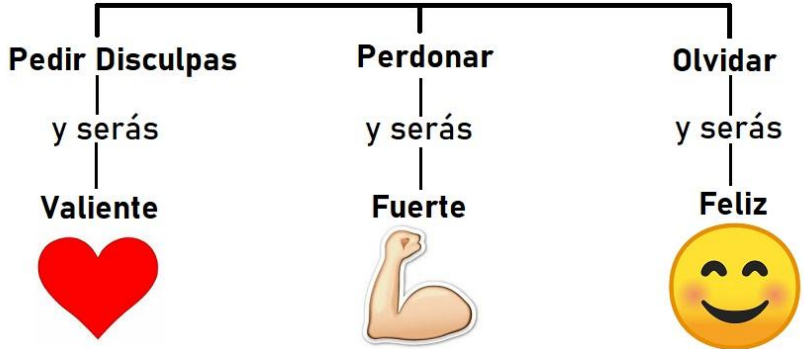 Pedir Disculpas
y serás
Valiente
Perdonar
y serás
Fuerte
Olvidar
y serás
Feliz